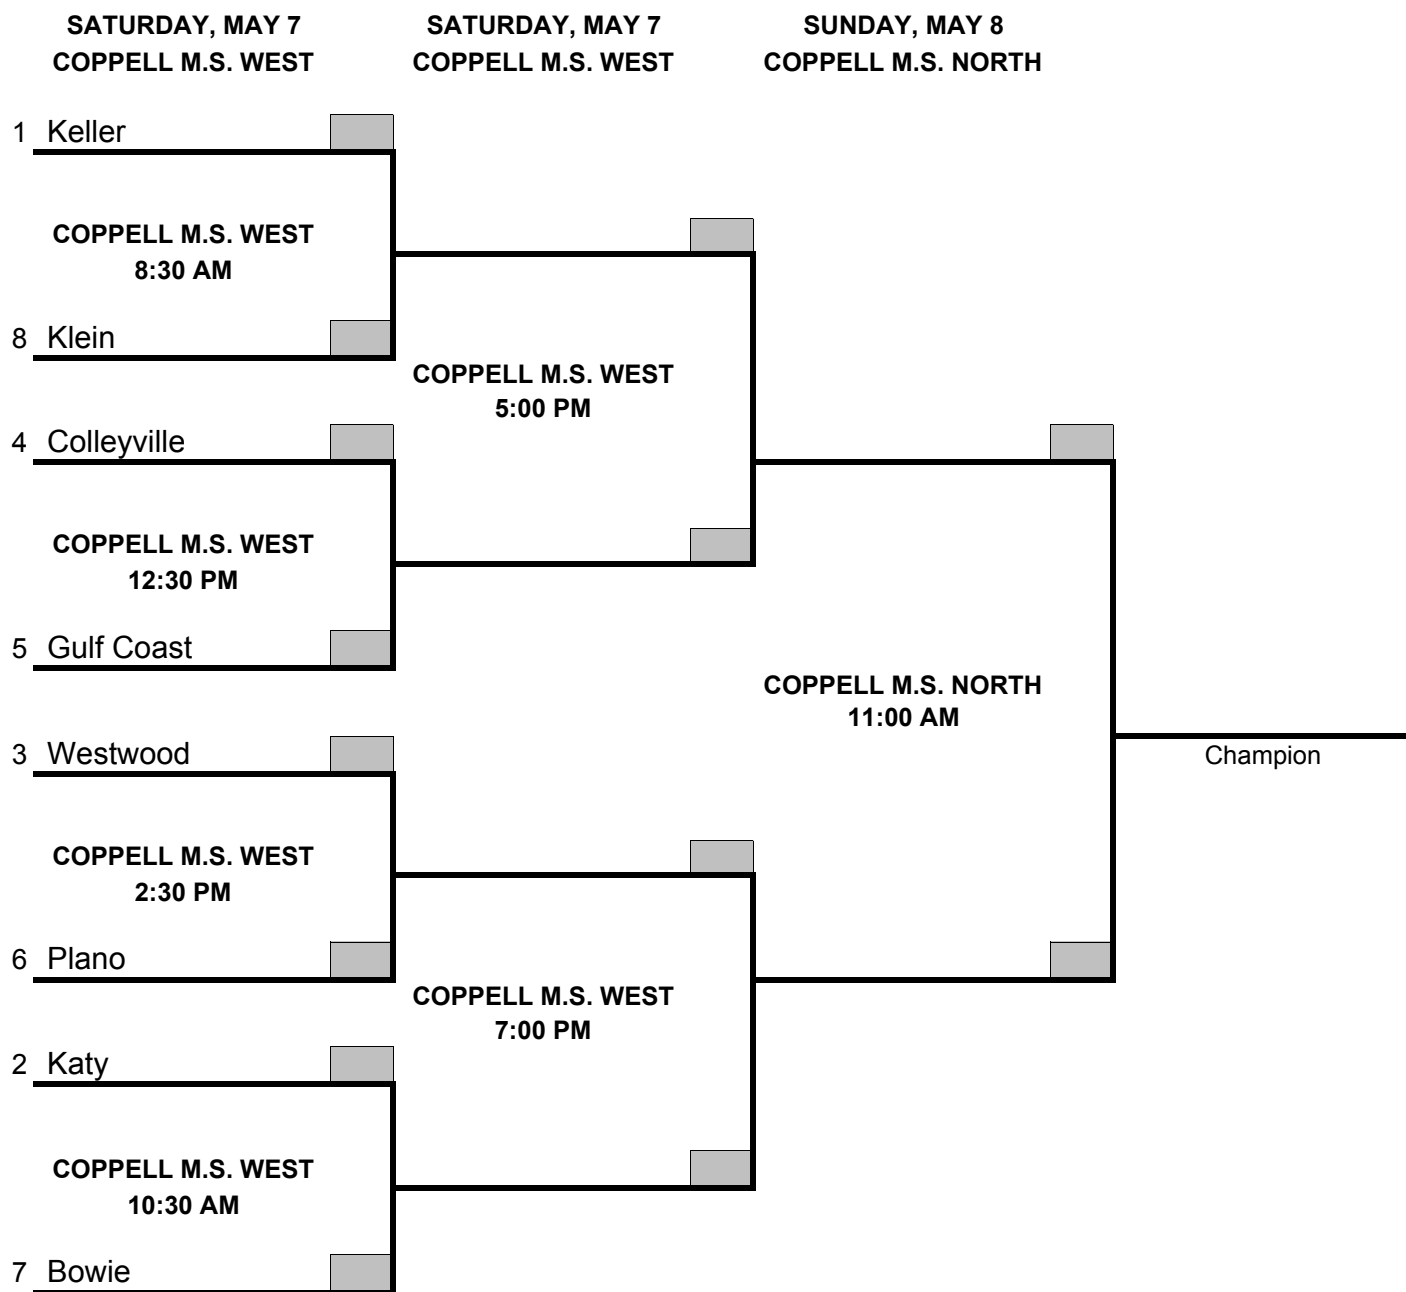 SATURDAY, MAY 7
COPPELL M.S. WEST
SATURDAY, MAY 7
COPPELL M.S. WEST
SUNDAY, MAY 8
COPPELL M.S. NORTH
1 Keller
COPPELL M.S. WEST
8:30 AM
8 Klein
COPPELL M.S. WEST
5:00 PM
4 Colleyville
COPPELL M.S. WEST
12:30 PM
5 Gulf Coast
COPPELL M.S. NORTH
11:00 AM
Champion
3 Westwood
COPPELL M.S. WEST
2:30 PM
6 Plano
COPPELL M.S. WEST
7:00 PM
2 Katy
COPPELL M.S. WEST
10:30 AM
7 Bowie